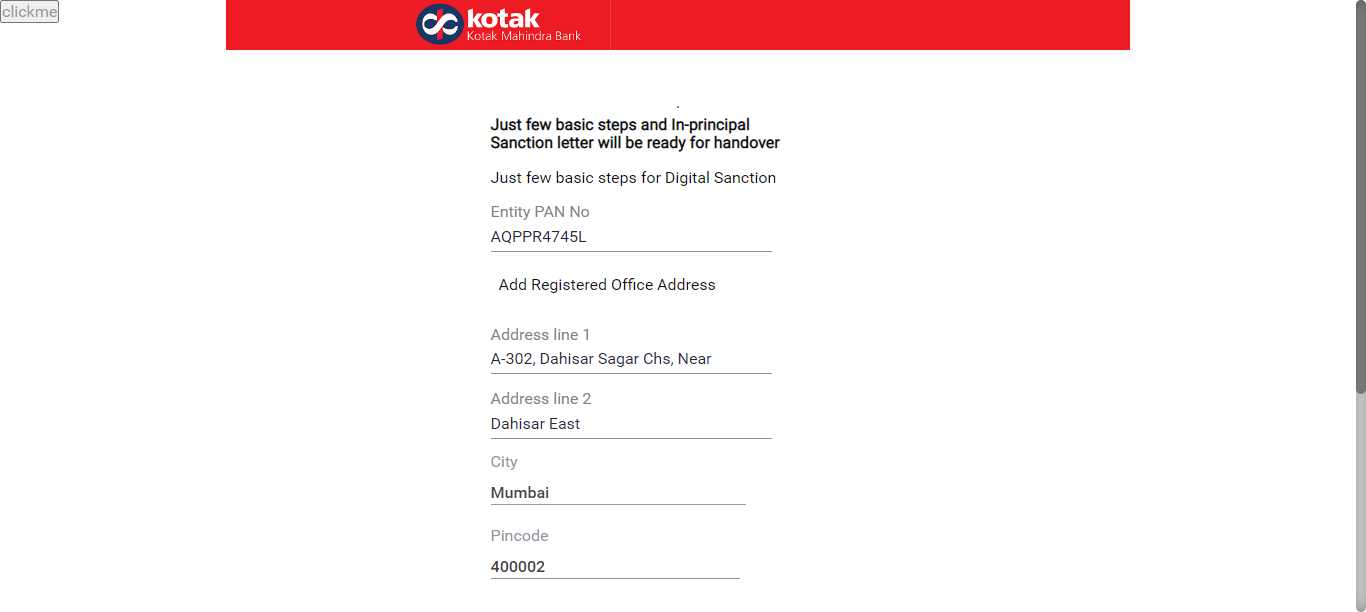 clickme
kotak
Kotak Mahindra Bank
Just few basic steps and In-principal
Sanction letter will be ready for handover
Just few basic steps for Digital Sanction
Entity PAN No
AQPPR4745L
Add Registered Office Address
Address line 1
A-302, Dahisar Sagar Chs, Near
Address line 2
Dahisar East
City
Mumbai
Pincode
400002